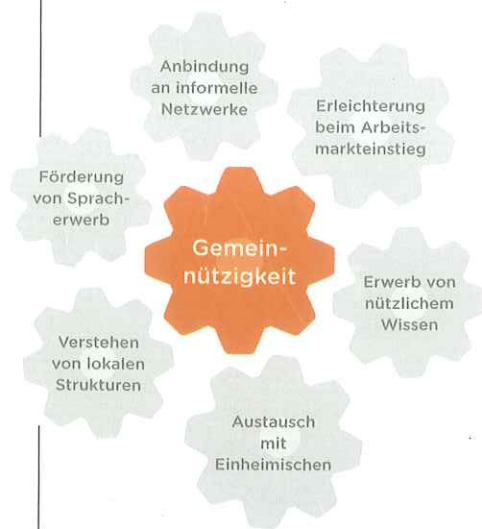 Anbindung
an informelle
Netzwerke
Erleichterung
beim Arbeits-
markteinstieg
Förderung
von Sprach-
erwerb
Gemein-
nützigkeit
Erwerb von
nützlichem
Wissen
Verstehen
von lokalen
Strukturen
Austausch
mit
Einheimischen